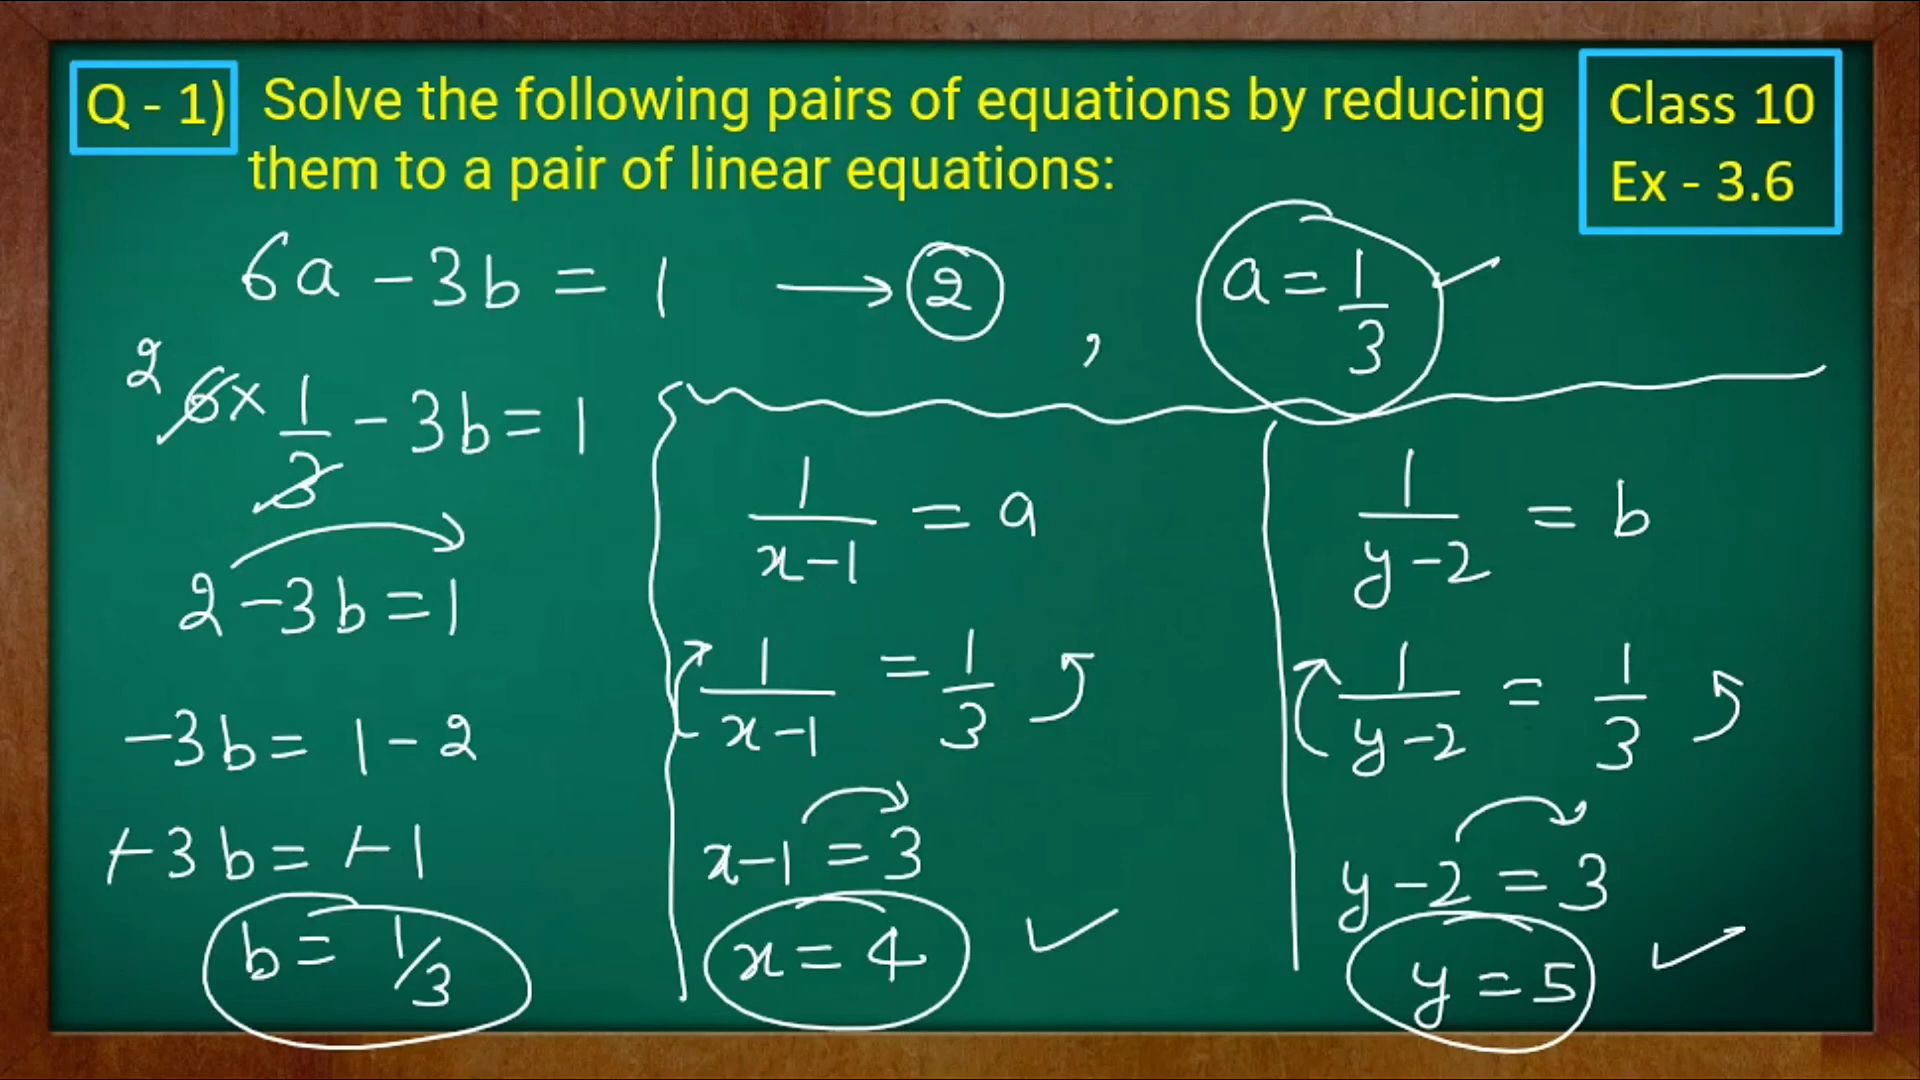 Q - 1) Solve the following pairs of equations by reducing
them to a pair of linear equations:
Class 10
Ex - 3.6
6a - 3b = 1 → 2 , a = 1/3
2
6 × 1/3 - 3b = 1
2 - 3b = 1
-3b = 1 - 2
-3b = -1
b = 1/3
1/(x-1) = a
1/(x-1) = 1/3
x-1 = 3
x = 4
1/(y-2) = b
1/(y-2) = 1/3
y-2 = 3
y = 5